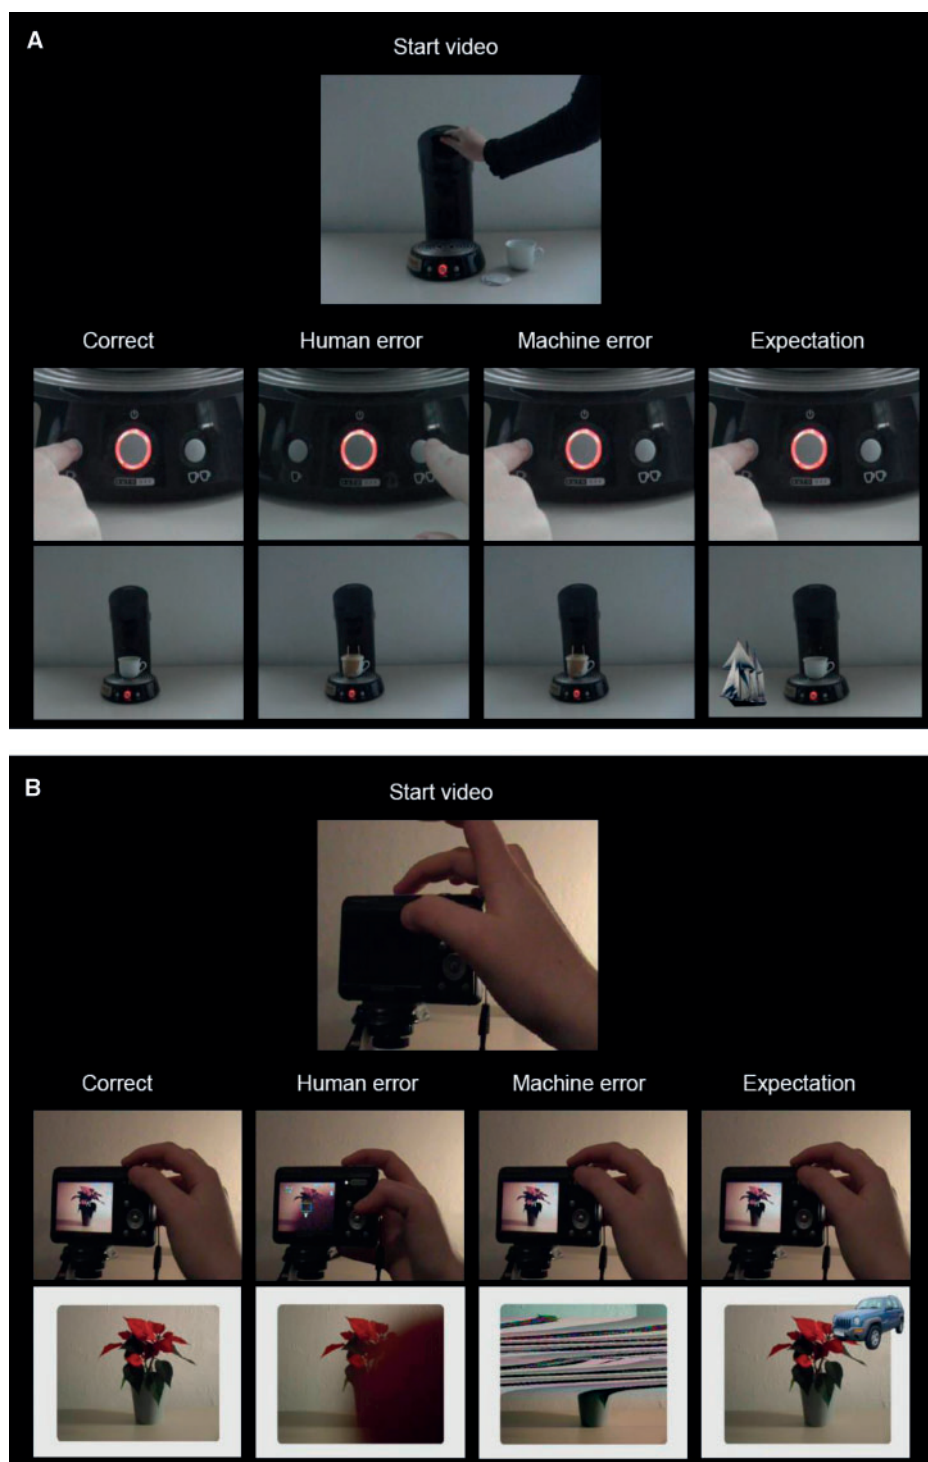 A
Start video
Correct
Human error
Machine error
Expectation
B
Start video
Correct
Human error
Machine error
Expectation